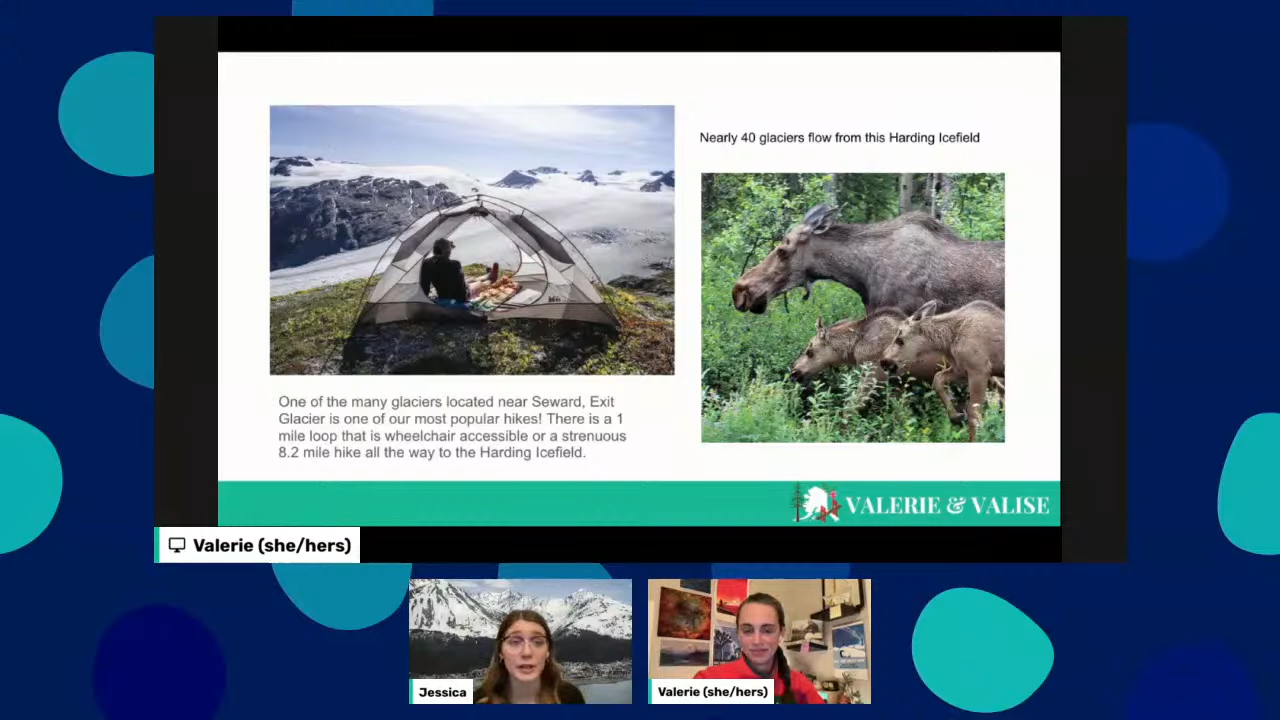 Nearly 40 glaciers flow from this Harding Icefield
One of the many glaciers located near Seward, Exit
Glacier is one of our most popular hikes! There is a 1
mile loop that is wheelchair accessible or a strenuous
8.2 mile hike all the way to the Harding Icefield.
VALERIE & VALISE
Valerie (she/hers)
Jessica
Valerie (she/hers)